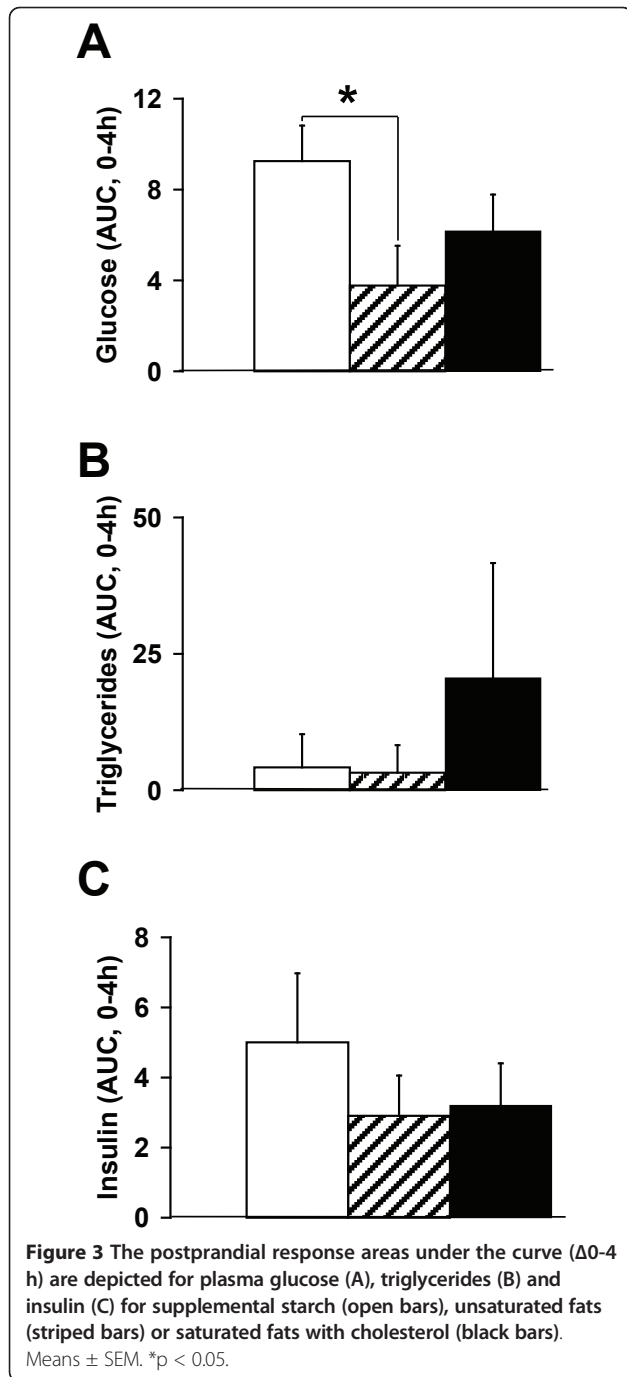 A
Glucose (AUC, 0-4h)
12
8
4
0
*
B
Triglycerides (AUC, 0-4h)
50
25
0
C
Insulin (AUC, 0-4h)
8
6
4
2
0
Figure 3 The postprandial response areas under the curve (Δ0-4
h) are depicted for plasma glucose (A), triglycerides (B) and
insulin (C) for supplemental starch (open bars), unsaturated fats
(striped bars) or saturated fats with cholesterol (black bars).
Means ± SEM. *p < 0.05.